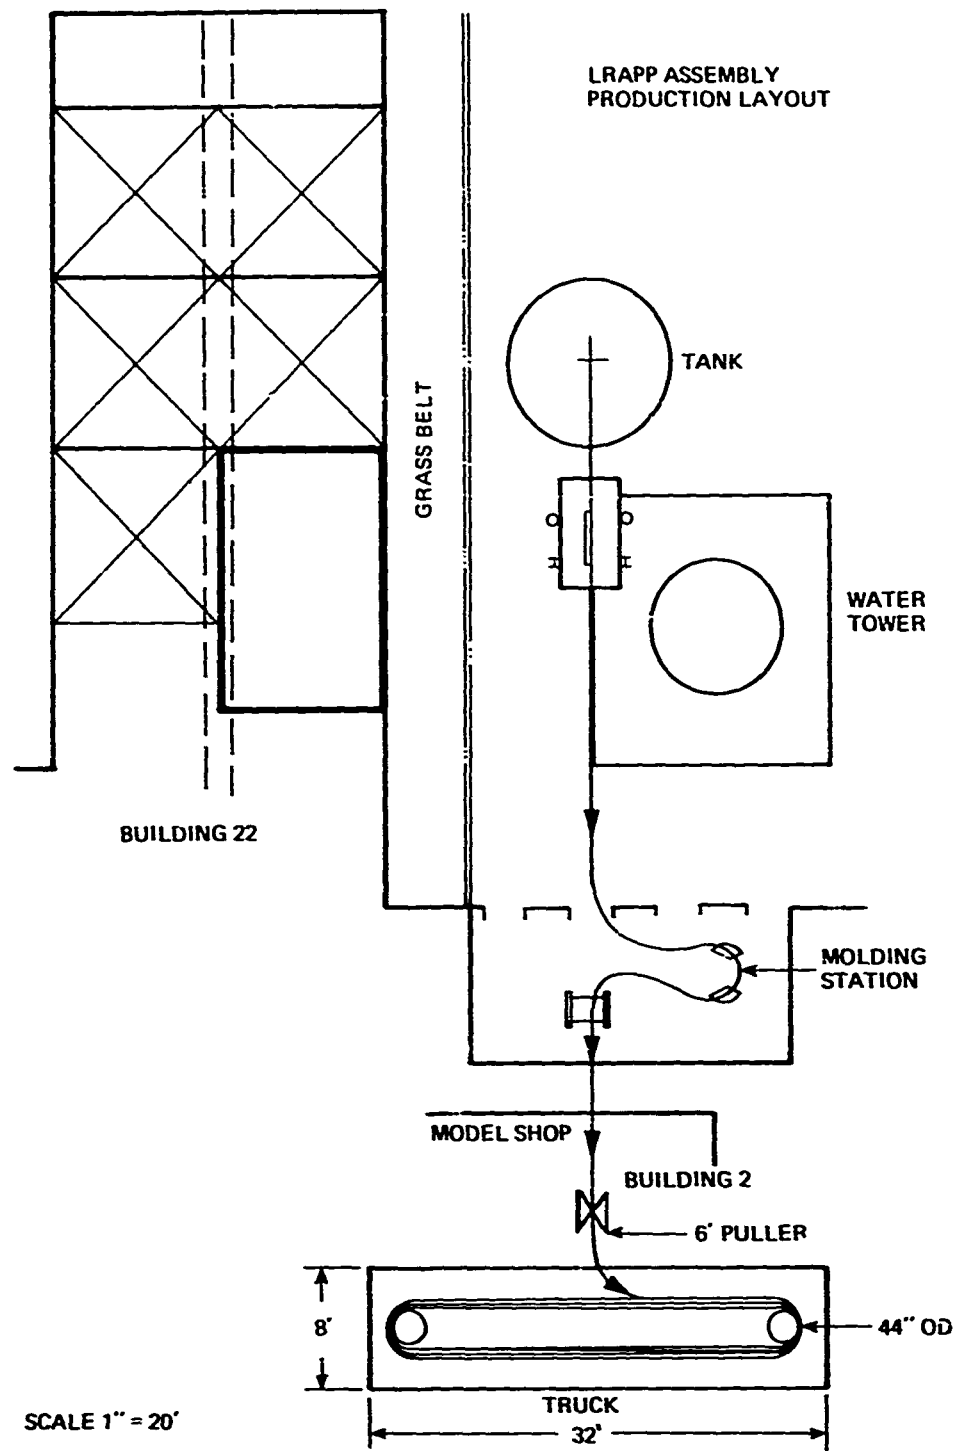 LRAPP ASSEMBLY
PRODUCTION LAYOUT
TANK
GRASS BELT
WATER
TOWER
BUILDING 22
MOLDING
STATION
MODEL SHOP
BUILDING 2
6' PULLER
8'
44" OD
TRUCK
SCALE 1" = 20'
32'